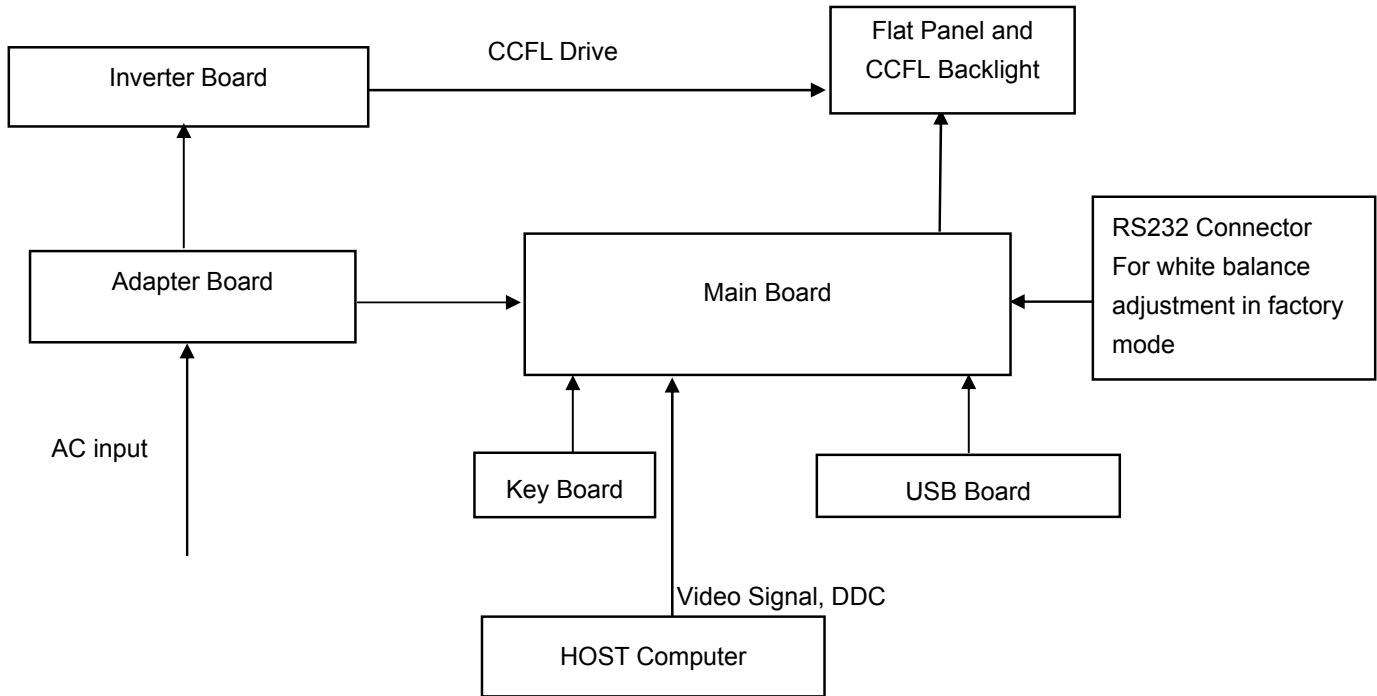 Flat Panel and
CCFL Backlight
CCFL Drive
Inverter Board
RS232 Connector
For white balance
adjustment in factory
mode
Adapter Board
Main Board
AC input
Key Board
USB Board
Video Signal, DDC
HOST Computer